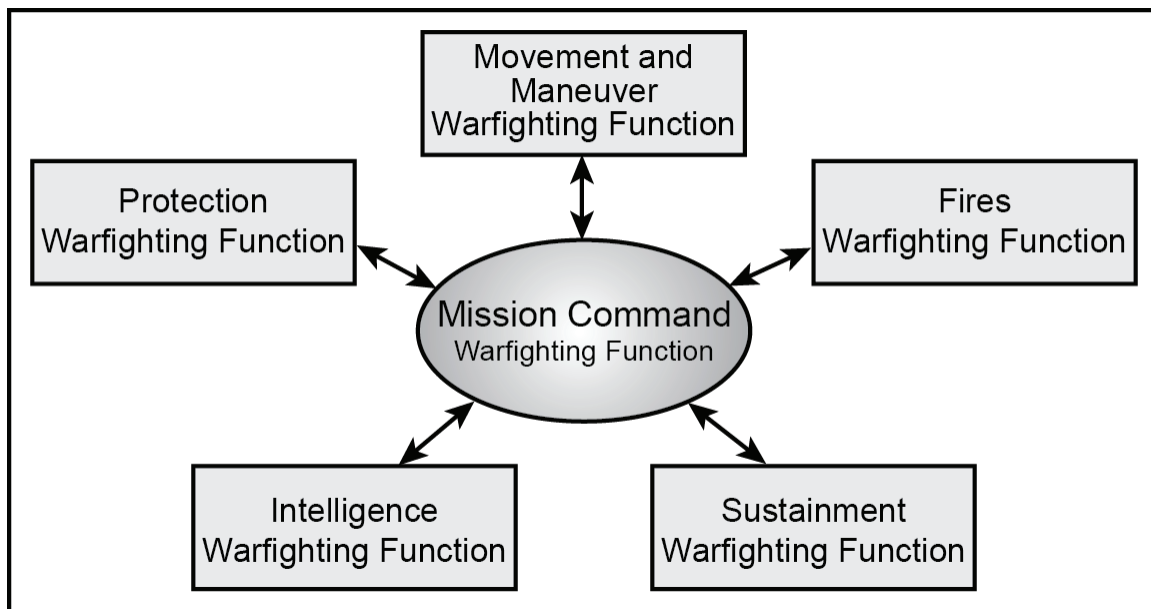 Movement and
Maneuver
Warfighting Function
Protection
Warfighting Function
Fires
Warfighting Function
Mission Command
Warfighting Function
Intelligence
Warfighting Function
Sustainment
Warfighting Function